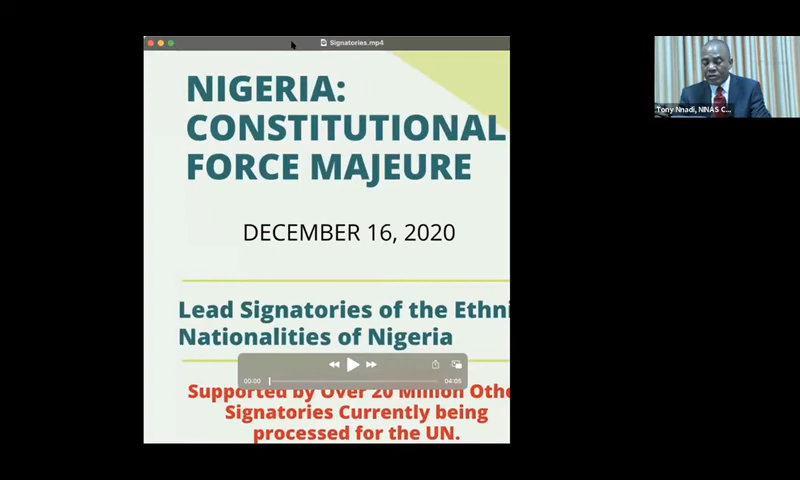 Signatories.mp4
NIGERIA:
CONSTITUTIONAL
FORCE MAJEURE
DECEMBER 16, 2020
Lead Signatories of the Ethni
Nationalities of Nigeria
00:00
04:05
Supported by Over 20 Million Othe
Signatories Currently being
processed for the UN.
Tony Nnadi, NINAS C...